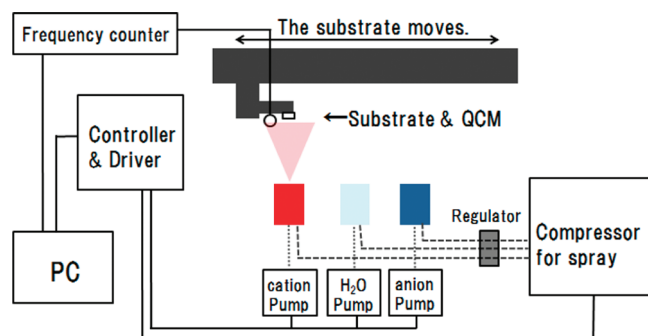 Frequency counter
The substrate moves.
Controller
& Driver
←Substrate & QCM
Regulator
Compressor
for spray
PC
cation
Pump
H₂O
Pump
anion
Pump